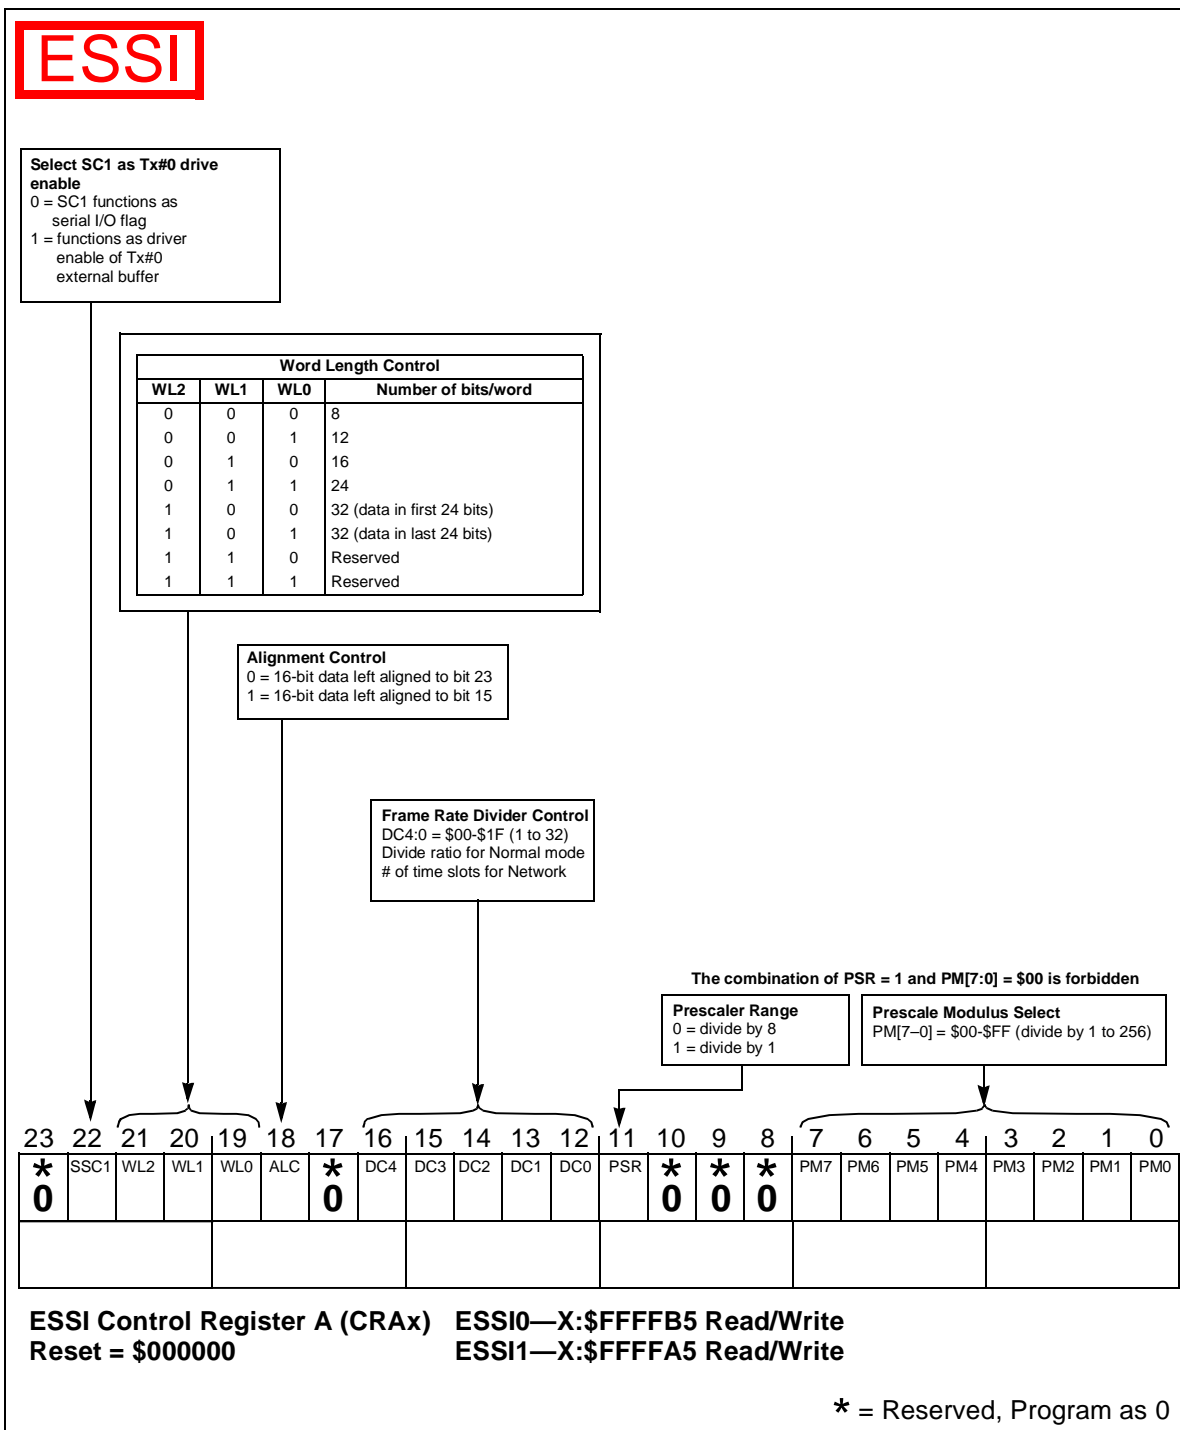 ESSI
Select SC1 as Tx#0 drive
enable
0 = SC1 functions as
serial I/O flag
1 = functions as driver
enable of Tx#0
external buffer
Word Length Control
WL2 WL1 WL0 Number of bits/word
0 0 0 8
0 0 1 12
0 1 0 16
0 1 1 24
1 0 0 32 (data in first 24 bits)
1 0 1 32 (data in last 24 bits)
1 1 0 Reserved
1 1 1 Reserved
Alignment Control
0 = 16-bit data left aligned to bit 23
1 = 16-bit data left aligned to bit 15
Frame Rate Divider Control
DC4:0 = $00-$1F (1 to 32)
Divide ratio for Normal mode
# of time slots for Network
The combination of PSR = 1 and PM[7:0] = $00 is forbidden
Prescaler Range
0 = divide by 8
1 = divide by 1
Prescale Modulus Select
PM[7–0] = $00-$FF (divide by 1 to 256)
23 22 21 20 19 18 17 16 15 14 13 12 11 10 9 8 7 6 5 4 3 2 1 0
* SSC1 WL2 WL1 WL0 ALC * DC4 DC3 DC2 DC1 DC0 PSR * * * PM7 PM6 PM5 PM4 PM3 PM2 PM1 PM0
0 0 0 0 0
ESSI Control Register A (CRAx) ESSI0—X:$FFFFB5 Read/Write
Reset = $000000 ESSI1—X:$FFFFA5 Read/Write
* = Reserved, Program as 0